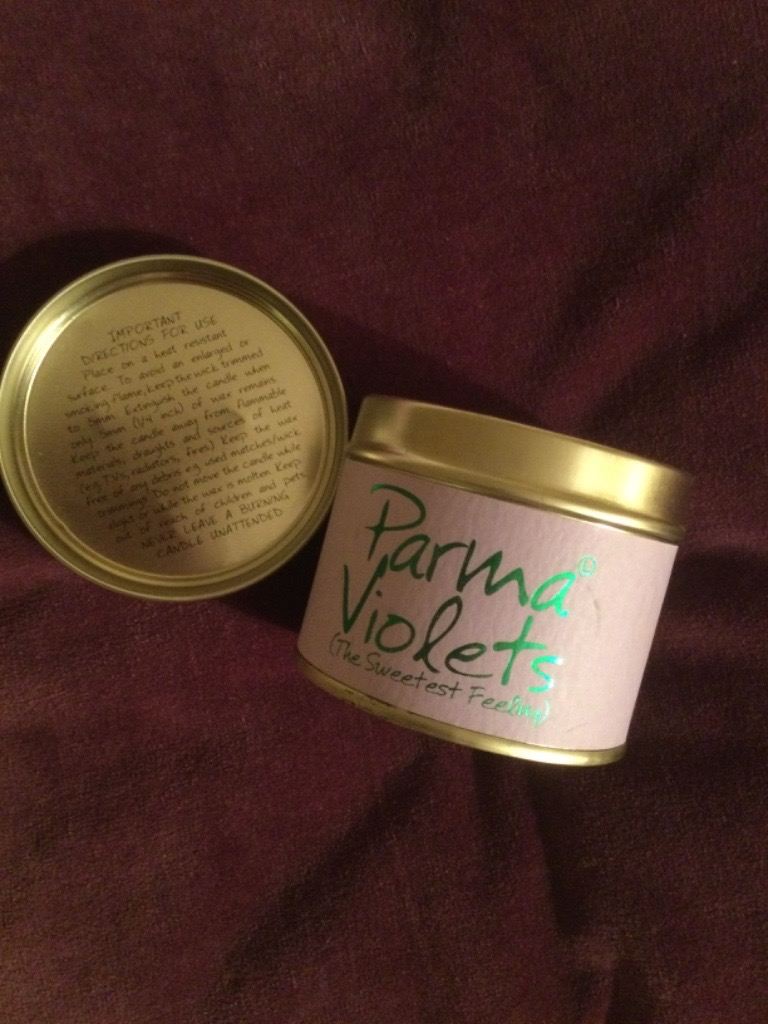 IMPORTANT
DIRECTIONS FOR USE
Place on a heat resistant
surface. To avoid an enlarged or
smoking flame, keep the wick trimmed
to 5mm. Extinguish the candle when
only 5mm (1/4 inch) of wax remains
Keep the candle away from flammable
materials, draughts and sources of heat
(eg TVs, radiators, fires) Keep the wax
free of any debris eg used matches/wick
trimmings Do not move the candle while
alight or while the wax is molten Keep
out of reach of children and pets.
NEVER LEAVE A BURNING
CANDLE UNATTENDED
Parma
Violets
(The Sweetest Feeling)